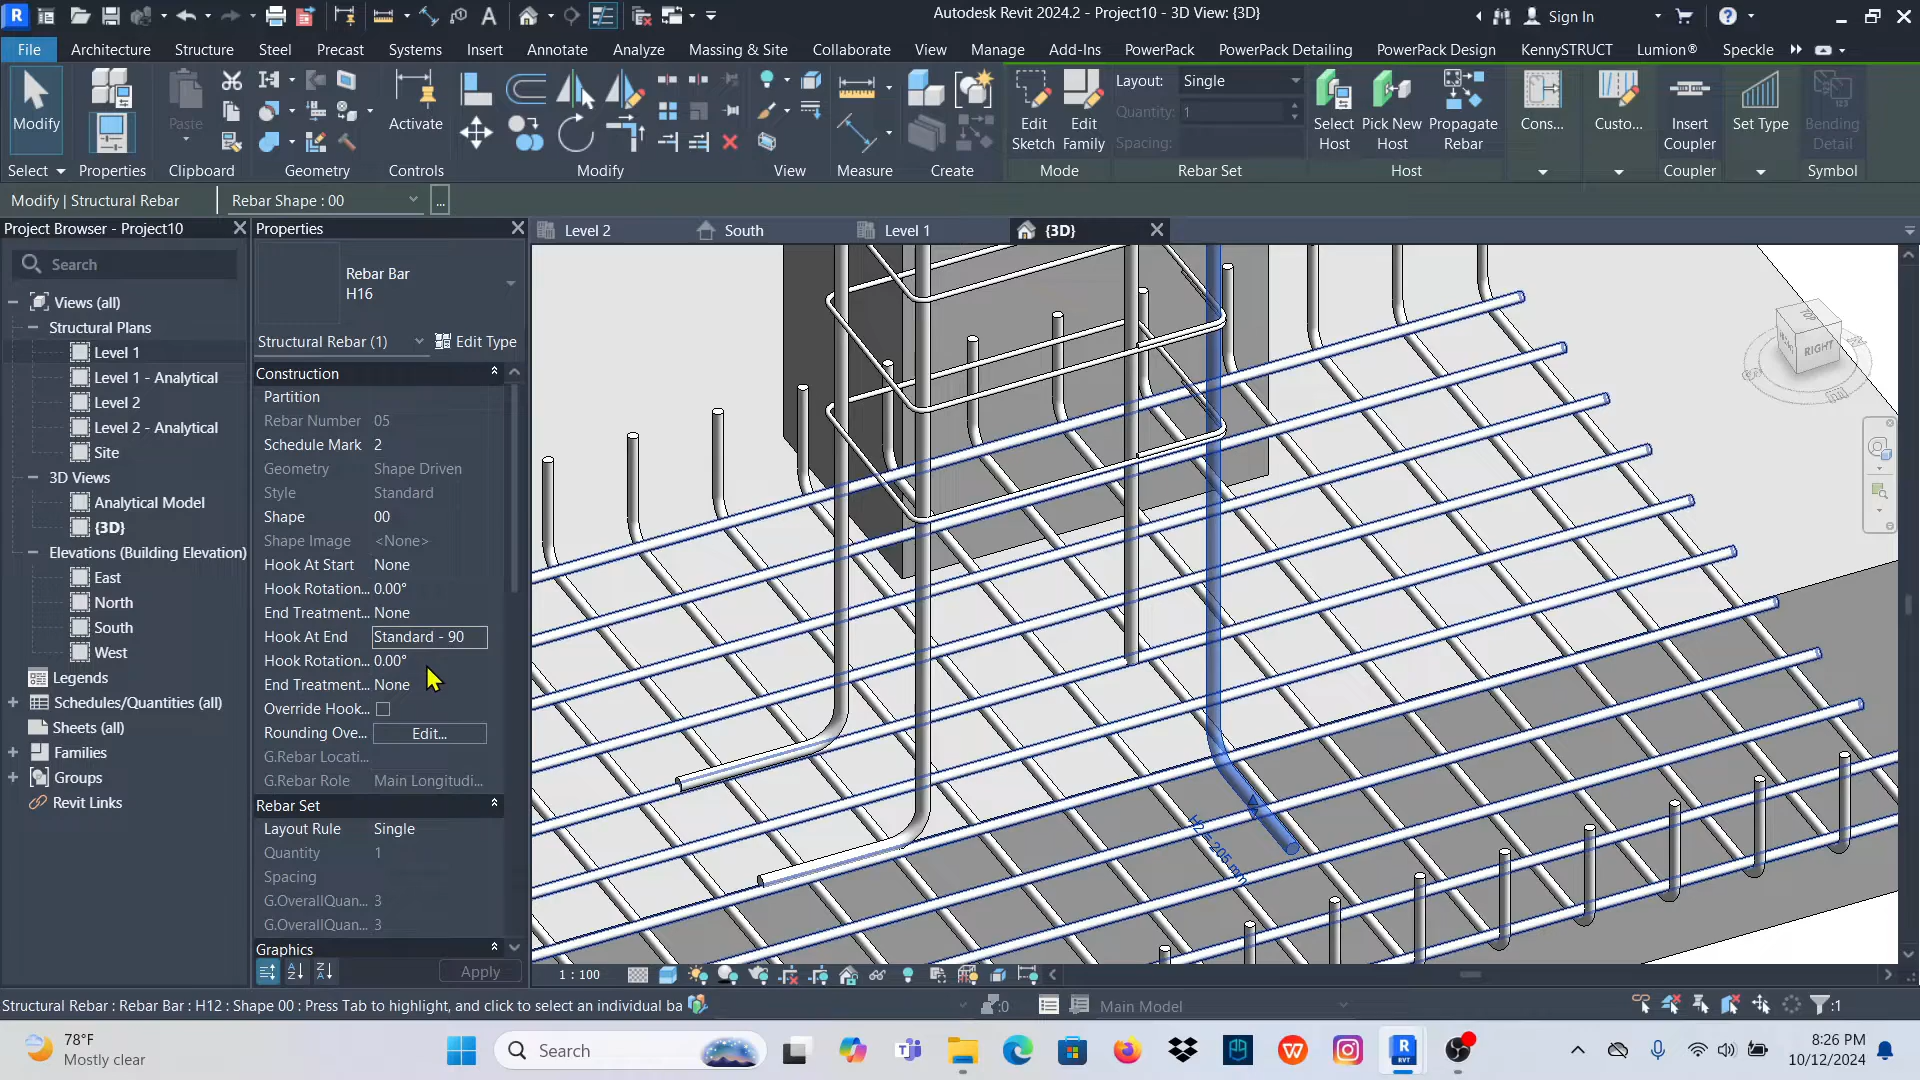 Autodesk Revit 2024.2 - Project10 - 3D View: {3D}
Sign In
File Architecture Structure Steel Precast Systems Insert Annotate Analyze Massing & Site Collaborate View Manage Add-Ins PowerPack PowerPack Detailing PowerPack Design KennySTRUCT Lumion® Speckle
Modify Paste Activate Edit Sketch Edit Family Layout: Single Quantity: 1 Spacing: Select Host Pick New Host Propagate Rebar Cons... Custo... Insert Coupler Set Type Bending Detail
Select Properties Clipboard Geometry Controls Modify View Measure Create Mode Rebar Set Host Coupler Symbol
Modify | Structural Rebar Rebar Shape : 00 ...
Project Browser - Project10
Search
Views (all)
Structural Plans
Level 1
Level 1 - Analytical
Level 2
Level 2 - Analytical
Site
3D Views
Analytical Model
{3D}
Elevations (Building Elevation)
East
North
South
West
Legends
Schedules/Quantities (all)
Sheets (all)
Families
Groups
Revit Links
Properties
Rebar Bar
H16
Structural Rebar (1) Edit Type
Construction
Partition
Rebar Number 05
Schedule Mark 2
Geometry Shape Driven
Style Standard
Shape 00
Shape Image <None>
Hook At Start None
Hook Rotation... 0.00°
End Treatment... None
Hook At End Standard - 90
Hook Rotation... 0.00°
End Treatment... None
Override Hook...
Rounding Ove... Edit...
G.Rebar Locati...
G.Rebar Role Main Longitudi...
Rebar Set
Layout Rule Single
Quantity 1
Spacing
G.OverallQuan... 3
G.OverallQuan... 3
Graphics
Apply
Level 2 South Level 1 {3D}
TOP
RIGHT
H2 = 205 mm
1 : 100
Structural Rebar : Rebar Bar : H12 : Shape 00 : Press Tab to highlight, and click to select an individual ba
:0
Main Model
:1
78°F
Mostly clear
Search
8:26 PM
10/12/2024